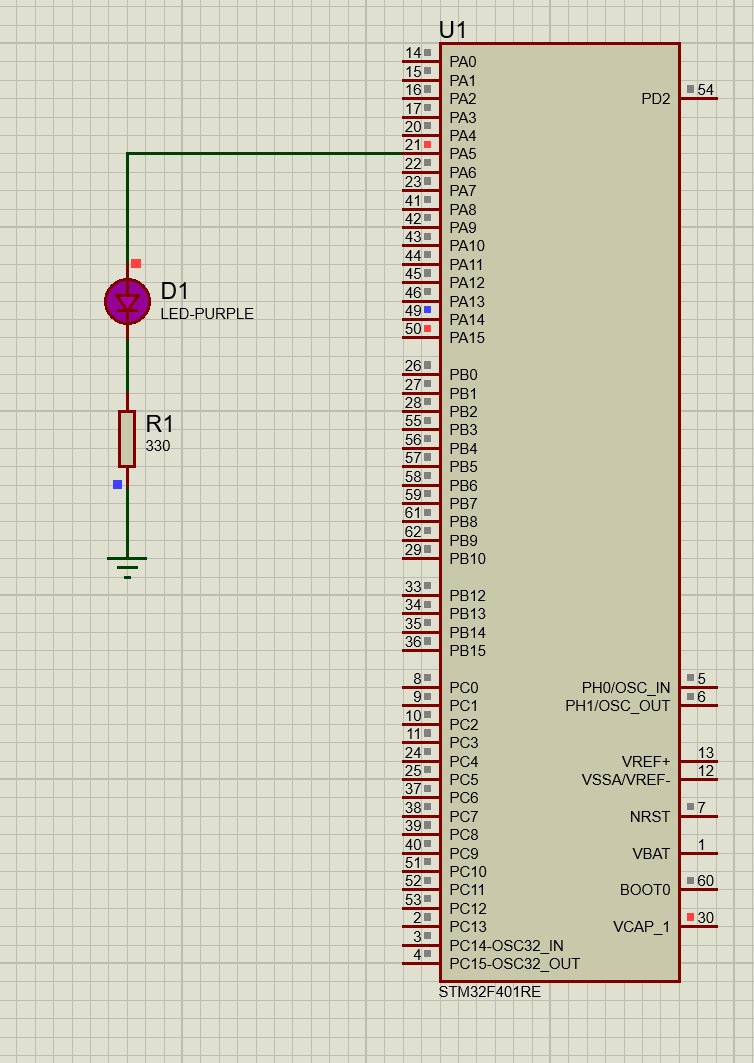 U1
14 PA0
15 PA1
16 PA2
PD2 54
17 PA3
20 PA4
21 PA5
22 PA6
23 PA7
41 PA8
42 PA9
43 PA10
44 PA11
45 PA12
46 PA13
49 PA14
50 PA15
D1
LED-PURPLE
26 PB0
27 PB1
28 PB2
55 PB3
56 PB4
57 PB5
58 PB6
59 PB7
61 PB8
62 PB9
29 PB10
R1
330
33 PB12
34 PB13
35 PB14
36 PB15
8 PC0
PH0/OSC_IN 5
9 PC1
PH1/OSC_OUT 6
10 PC2
11 PC3
24 PC4
VREF+ 13
25 PC5
VSSA/VREF- 12
37 PC6
38 PC7
NRST 7
39 PC8
40 PC9
VBAT 1
51 PC10
52 PC11
BOOT0 60
53 PC12
2 PC13
VCAP_1 30
3 PC14-OSC32_IN
4 PC15-OSC32_OUT
STM32F401RE